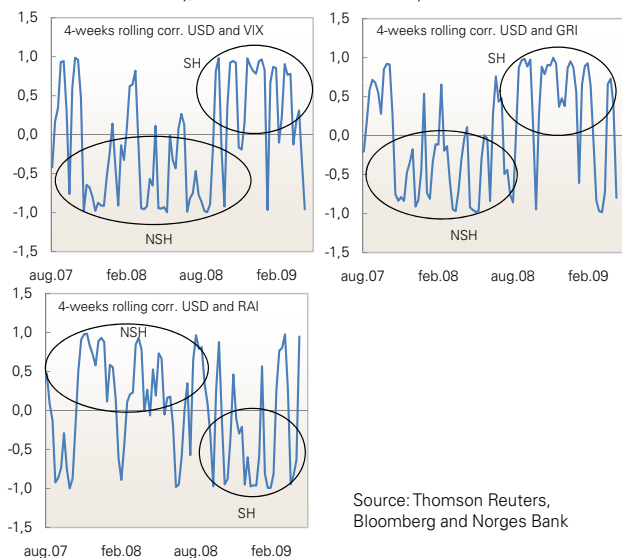 4-weeks rolling corr. USD and VIX
1,5
1,0
0,5
0,0
-0,5
-1,0
1,5
SH
NSH
aug.07 feb.08 aug.08 feb.09
4-weeks rolling corr. USD and GRI
1,5
1,0
0,5
0,0
-0,5
-1,0
1,5
SH
NSH
aug.07 feb.08 aug.08 feb.09
4-weeks rolling corr. USD and RAI
1,5
1,0
0,5
0,0
-0,5
-1,0
-1,5
NSH
SH
aug.07 feb.08 aug.08 feb.09
Source: Thomson Reuters,
Bloomberg and Norges Bank